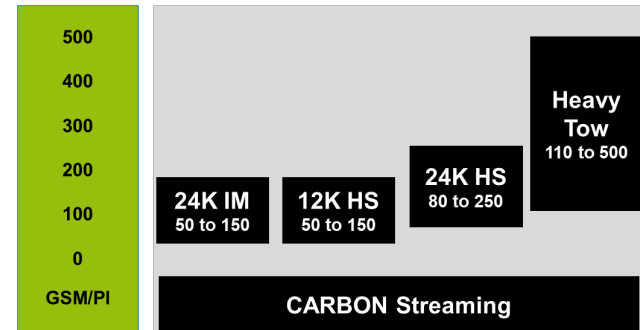 500
400
300
200
100
0
GSM/PI
24K IM
50 to 150
12K HS
50 to 150
24K HS
80 to 250
Heavy
Tow
110 to 500
CARBON Streaming